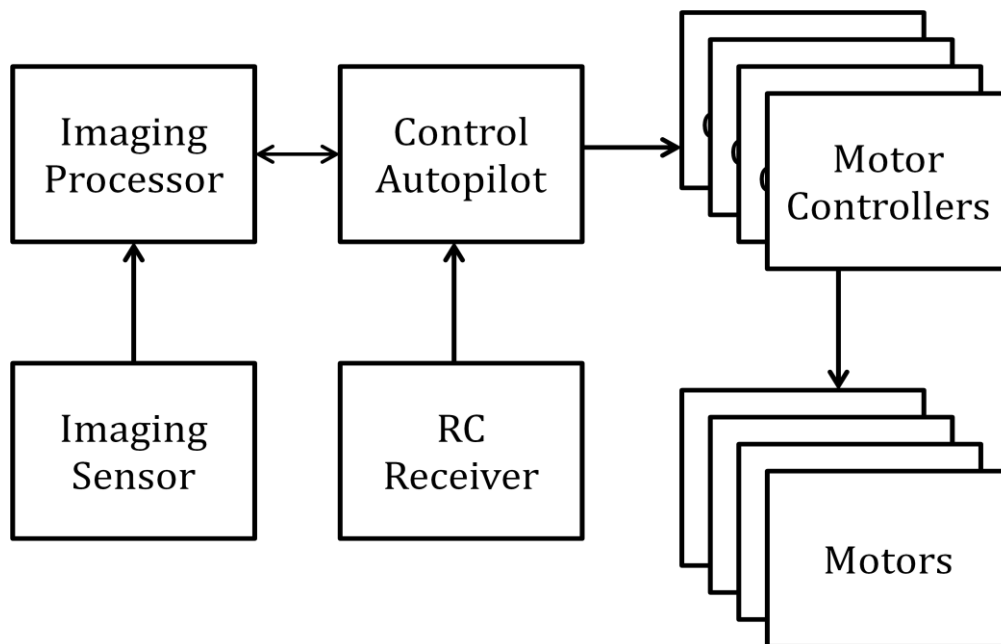 Imaging
Processor
Control
Autopilot
Motor
Controllers
Imaging
Sensor
RC
Receiver
Motors